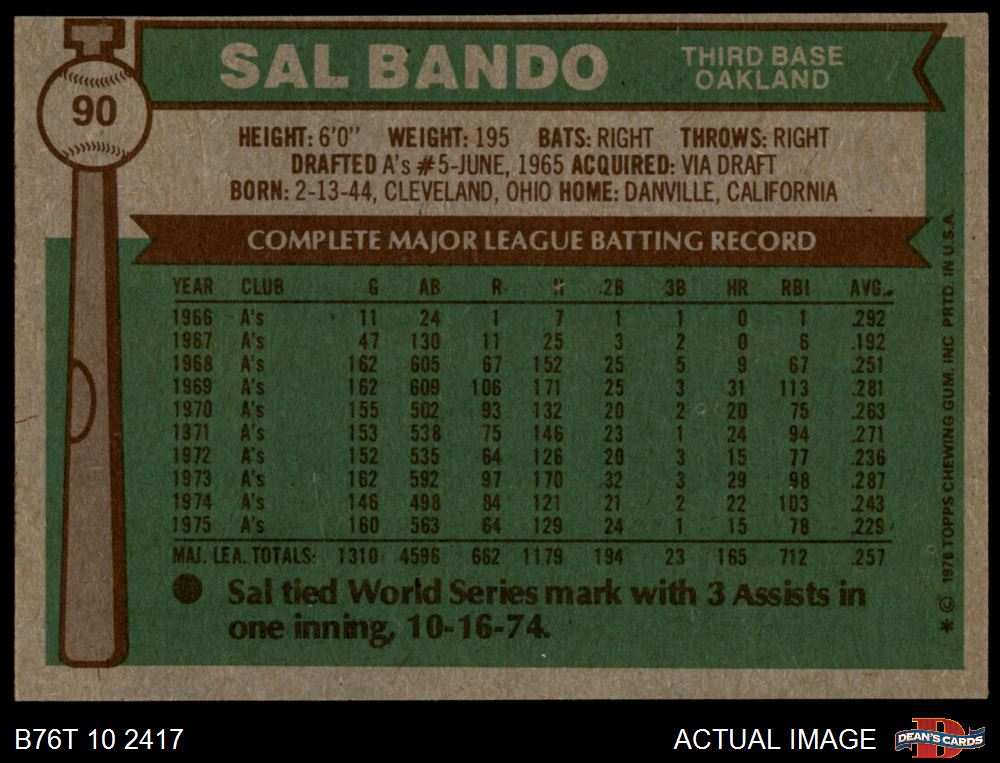 90
SAL BANDO
THIRD BASE
OAKLAND
HEIGHT: 6'0" WEIGHT: 195 BATS: RIGHT THROWS: RIGHT
DRAFTED A's #5-JUNE, 1965 ACQUIRED: VIA DRAFT
BORN: 2-13-44, CLEVELAND, OHIO HOME: DANVILLE, CALIFORNIA
COMPLETE MAJOR LEAGUE BATTING RECORD
YEAR CLUB G AB R H 2B 3B HR RBI AVG.
1966 A's 11 24 1 7 1 1 0 1 .292
1967 A's 47 130 11 25 3 2 0 6 .192
1968 A's 162 605 67 152 25 5 9 67 .251
1969 A's 162 609 106 171 25 3 31 113 .281
1970 A's 155 502 93 132 20 2 20 75 .263
1971 A's 153 538 75 146 23 1 24 94 .271
1972 A's 152 535 64 126 20 3 15 77 .236
1973 A's 162 592 97 170 32 3 29 98 .287
1974 A's 146 498 84 121 21 2 22 103 .243
1975 A's 160 563 64 129 24 1 15 78 .229
MAJ. LEA. TOTALS: 1310 4596 662 1179 194 23 165 712 .257
Sal tied World Series mark with 3 Assists in
one inning, 10-16-74.
* © 1976 TOPPS CHEWING GUM, INC PRTD. IN U.S.A.
B76T 10 2417
ACTUAL IMAGE
DEAN'S CARDS